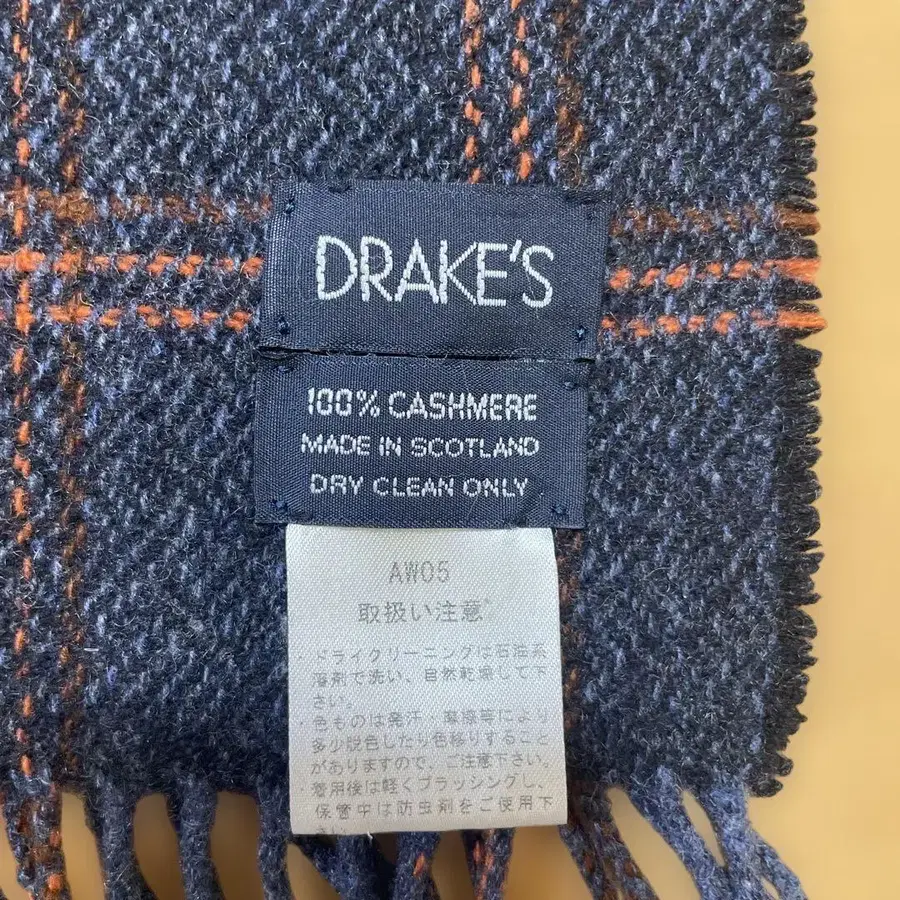 DRAKE'S
100% CASHMERE
MADE IN SCOTLAND
DRY CLEAN ONLY
AW05
取扱い注意
・ドライクリーニングは石油系
溶剤で洗い、自然乾燥して下
さい。
・色ものは発汗・摩擦等により
多少脱色したり色移りすること
がありますので、ご注意下さい。
・着用後は軽くブラッシングし、
保管中は防虫剤をご使用下
さい。